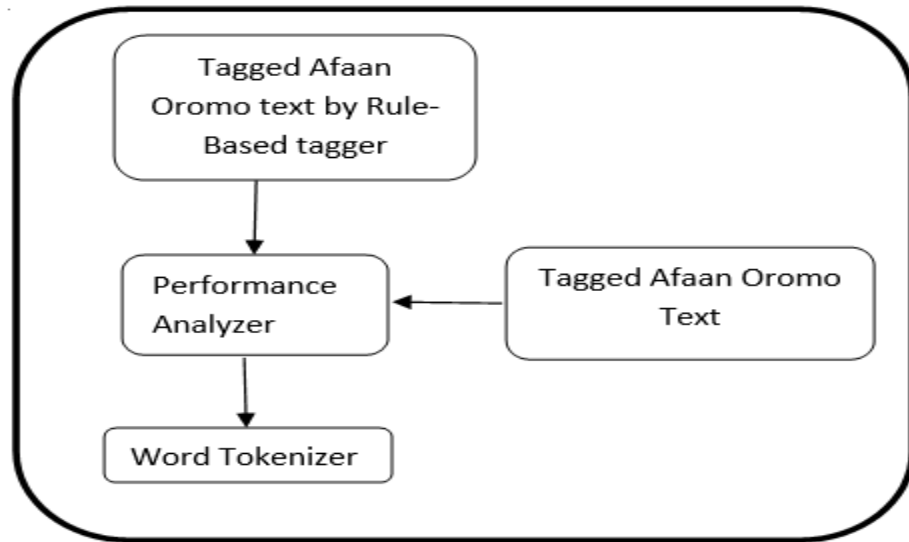 Tagged Afaan
Oromo text by Rule-
Based tagger
Performance
Analyzer
Tagged Afaan Oromo
Text
Word Tokenizer